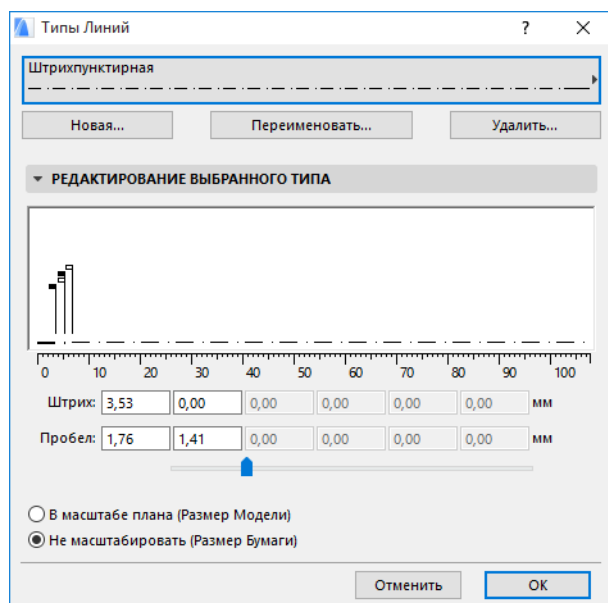 Типы Линий ?
Штрихпунктирная
Новая... Переименовать... Удалить...
РЕДАКТИРОВАНИЕ ВЫБРАННОГО ТИПА
0 10 20 30 40 50 60 70 80 90 100
Штрих: 3,53 0,00 0,00 0,00 0,00 0,00 мм
Пробел: 1,76 1,41 0,00 0,00 0,00 0,00 мм
В масштабе плана (Размер Модели)
Не масштабировать (Размер Бумаги)
Отменить ОК